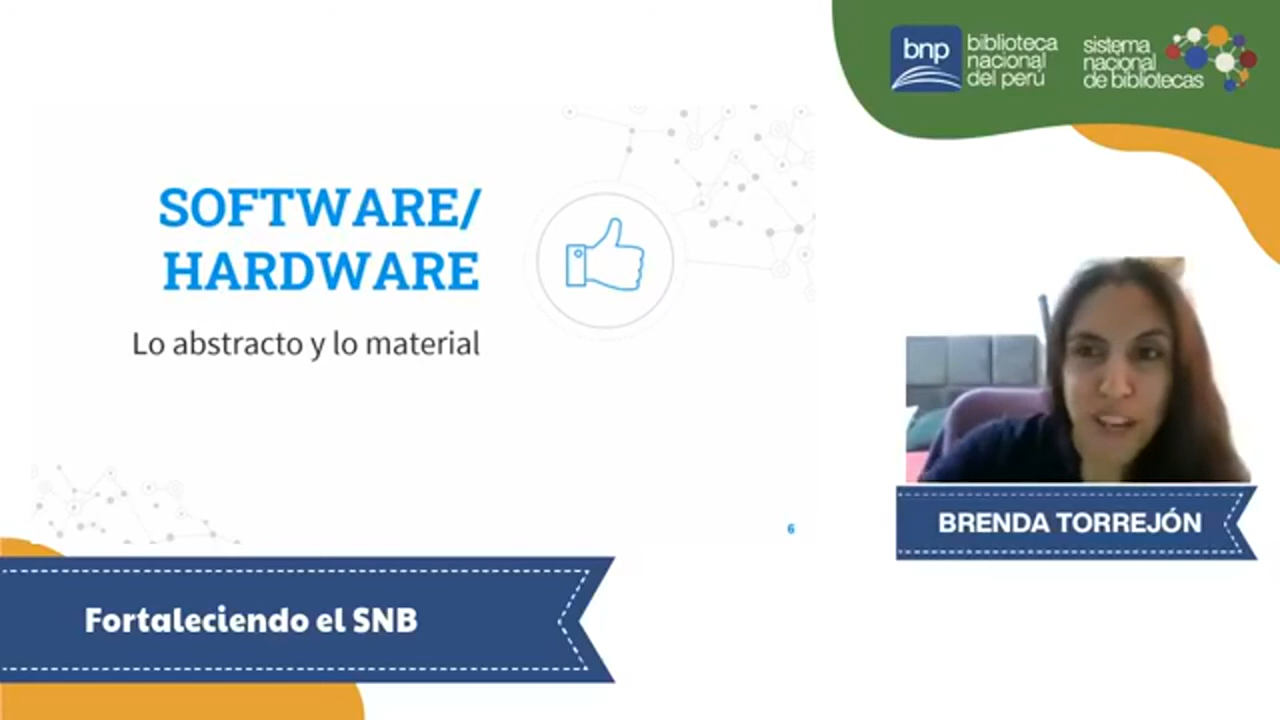 bnp
biblioteca
nacional
del perú
sistema
nacional
de bibliotecas
SOFTWARE/
HARDWARE
Lo abstracto y lo material
6
BRENDA TORREJÓN
Fortaleciendo el SNB